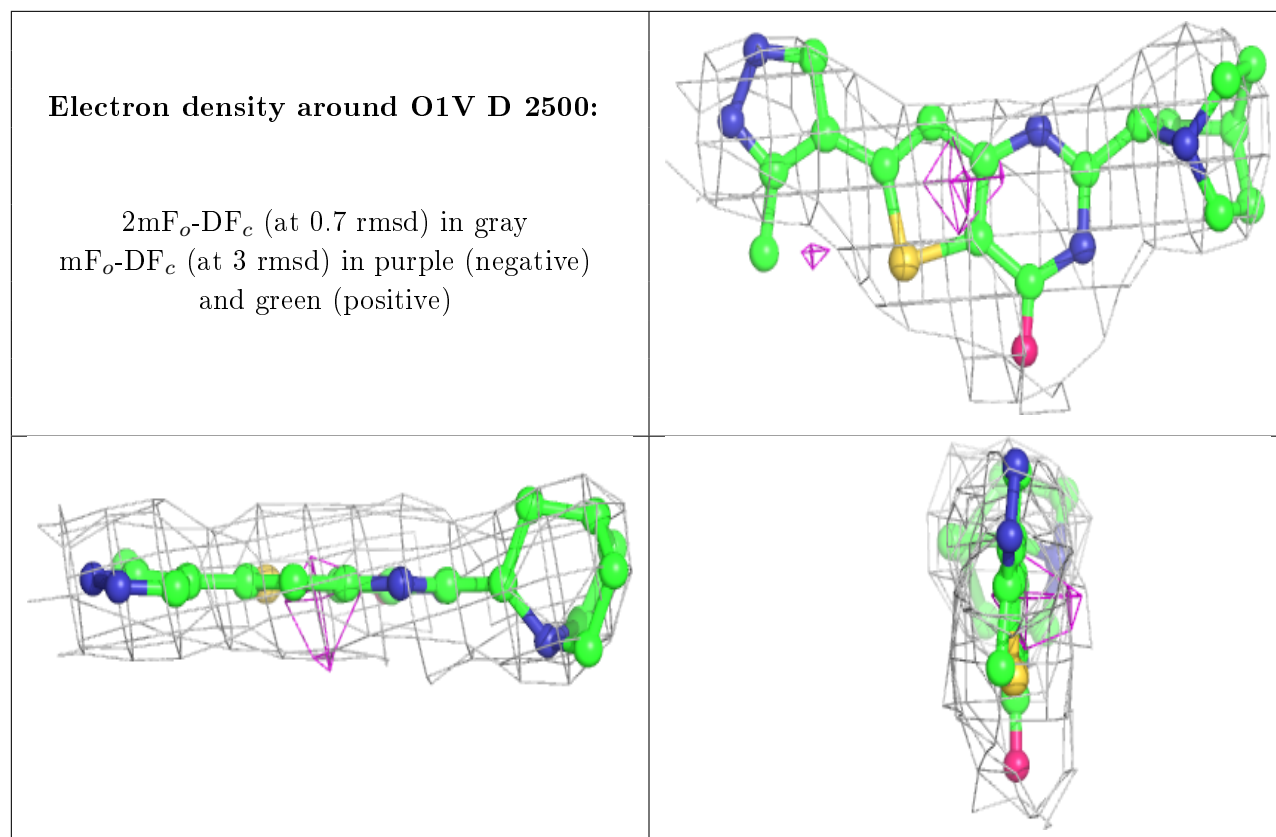 Electron density around O1V D 2500:
2mFo-DFc (at 0.7 rmsd) in gray
mFo-DFc (at 3 rmsd) in purple (negative)
and green (positive)